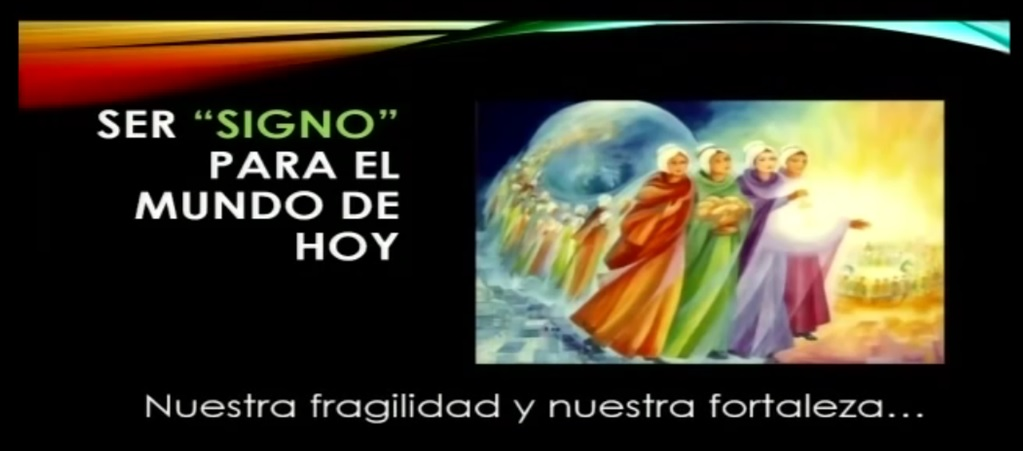 SER “SIGNO”
PARA EL
MUNDO DE
HOY
Nuestra fragilidad y nuestra fortaleza…